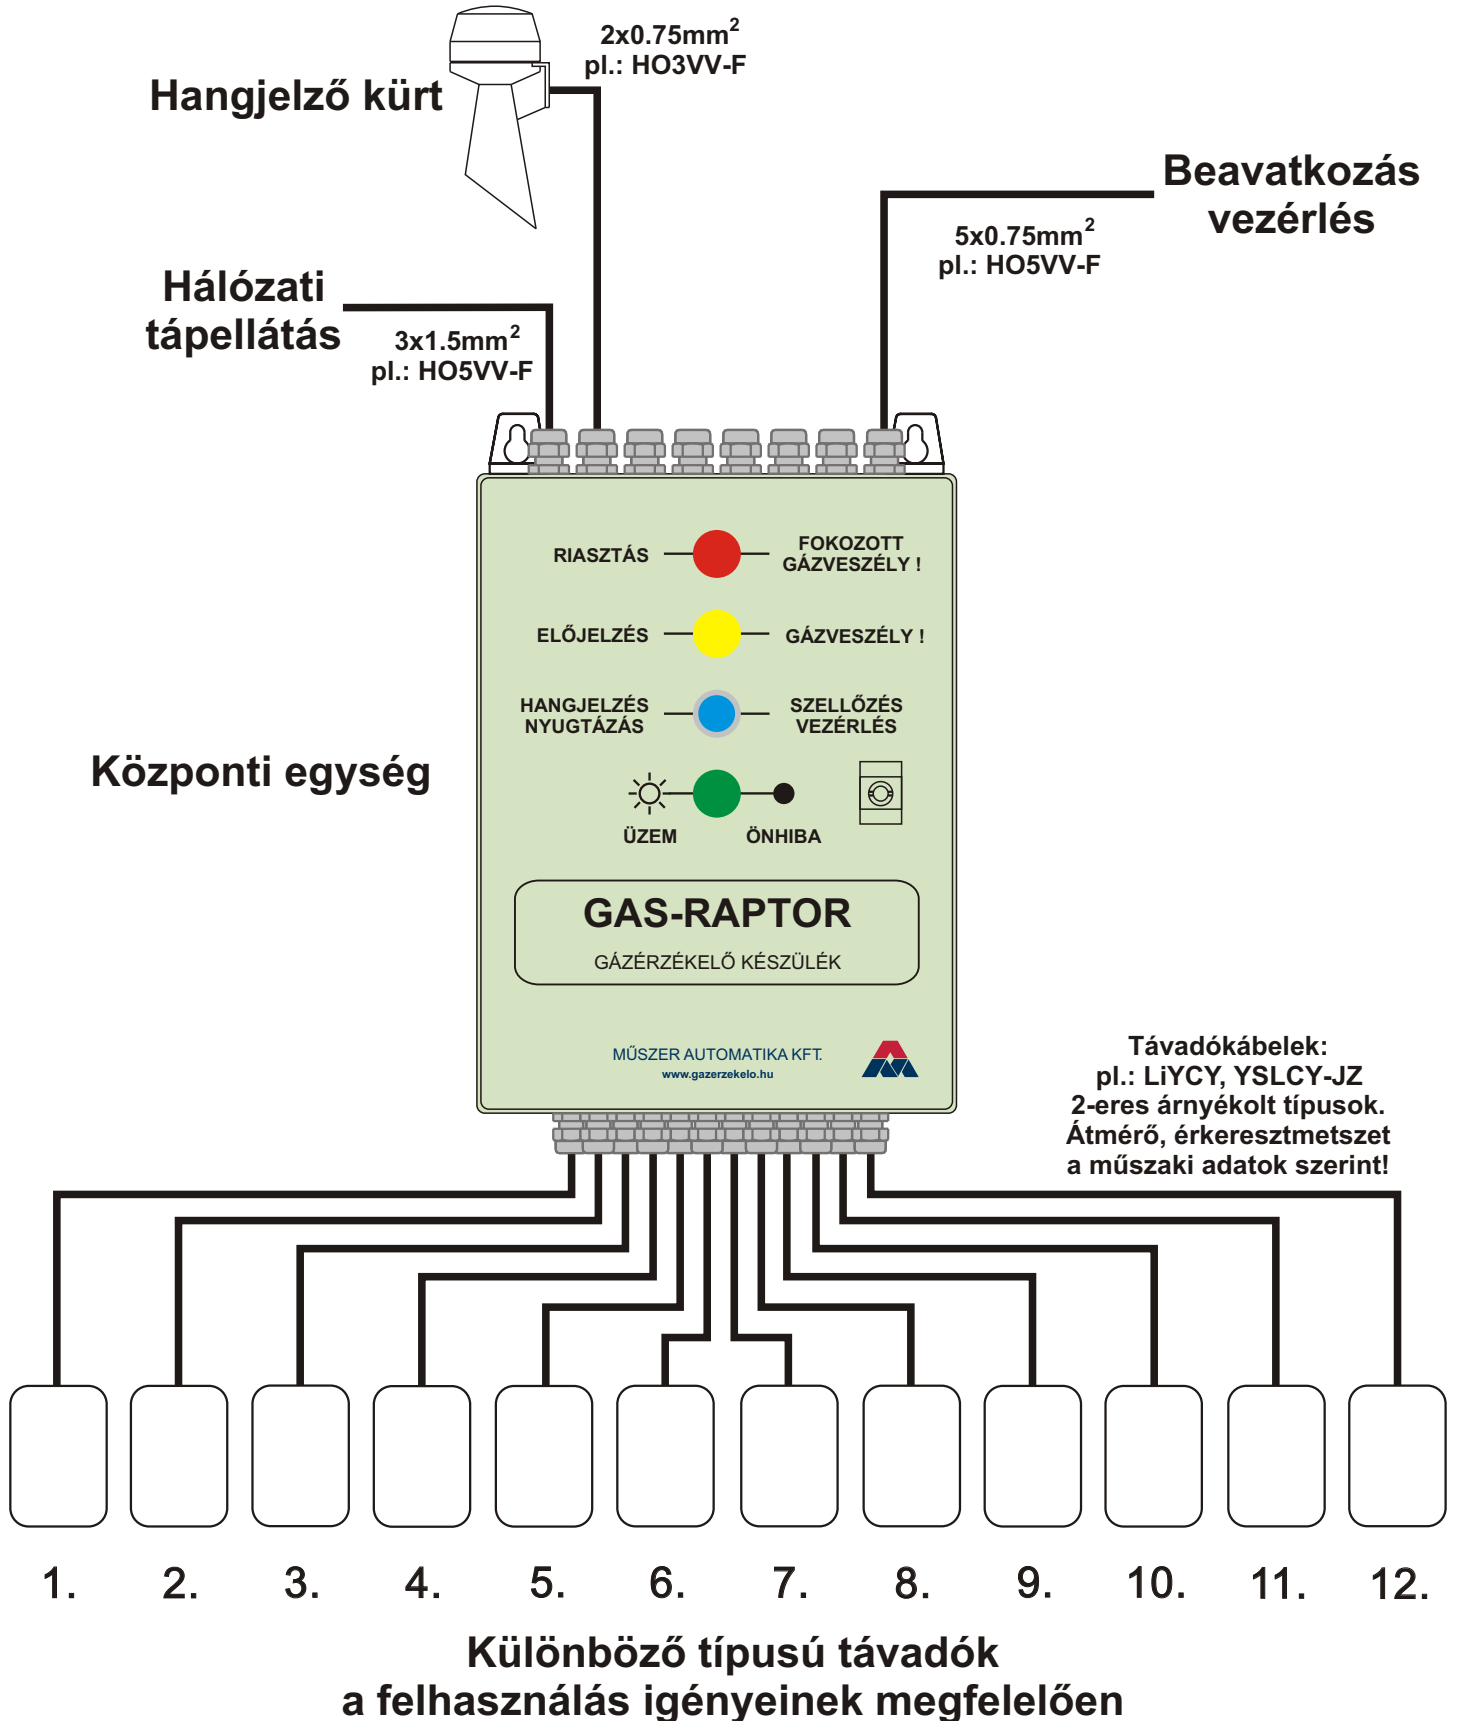 2x0.75mm²
pl.: HO3VV-F
Hangjelző kürt
Beavatkozás
vezérlés
5x0.75mm²
pl.: HO5VV-F
Hálózati
tápellátás
3x1.5mm²
pl.: HO5VV-F
RIASZTÁS
FOKOZOTT
GÁZVESZÉLY !
ELŐJELZÉS
GÁZVESZÉLY !
HANGJELZÉS
NYUGTÁZÁS
SZELLŐZÉS
VEZÉRLÉS
Központi egység
ÜZEM
ÖNHIBA
GAS-RAPTOR
GÁZÉRZÉKELŐ KÉSZÜLÉK
MŰSZER AUTOMATIKA KFT.
www.gazerzekelo.hu
Távadókábelek:
pl.: LiYCY, YSLCY-JZ
2-eres árnyékolt típusok.
Átmérő, érkeresztmetszet
a műszaki adatok szerint!
1. 2. 3. 4. 5. 6. 7. 8. 9. 10. 11. 12.
Különböző típusú távadók
a felhasználás igényeinek megfelelően